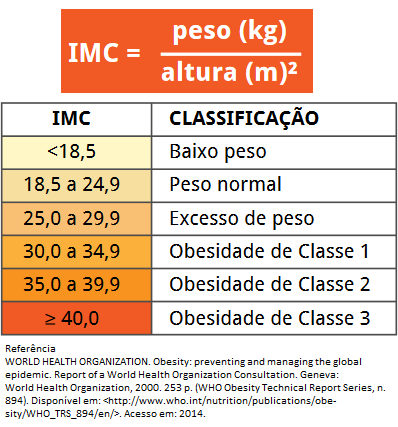 IMC = peso (kg)
altura (m)²
IMC CLASSIFICAÇÃO
<18,5 Baixo peso
18,5 a 24,9 Peso normal
25,0 a 29,9 Excesso de peso
30,0 a 34,9 Obesidade de Classe 1
35,0 a 39,9 Obesidade de Classe 2
≥ 40,0 Obesidade de Classe 3
Referência
WORLD HEALTH ORGANIZATION. Obesity: preventing and managing the global
epidemic. Report of a World Health Organization Consultation. Geneva:
World Health Organization, 2000. 253 p. (WHO Obesity Technical Report Series, n.
894). Disponível em: <http://www.who.int/nutrition/publications/obe-
sity/WHO_TRS_894/en/>. Acesso em: 2014.